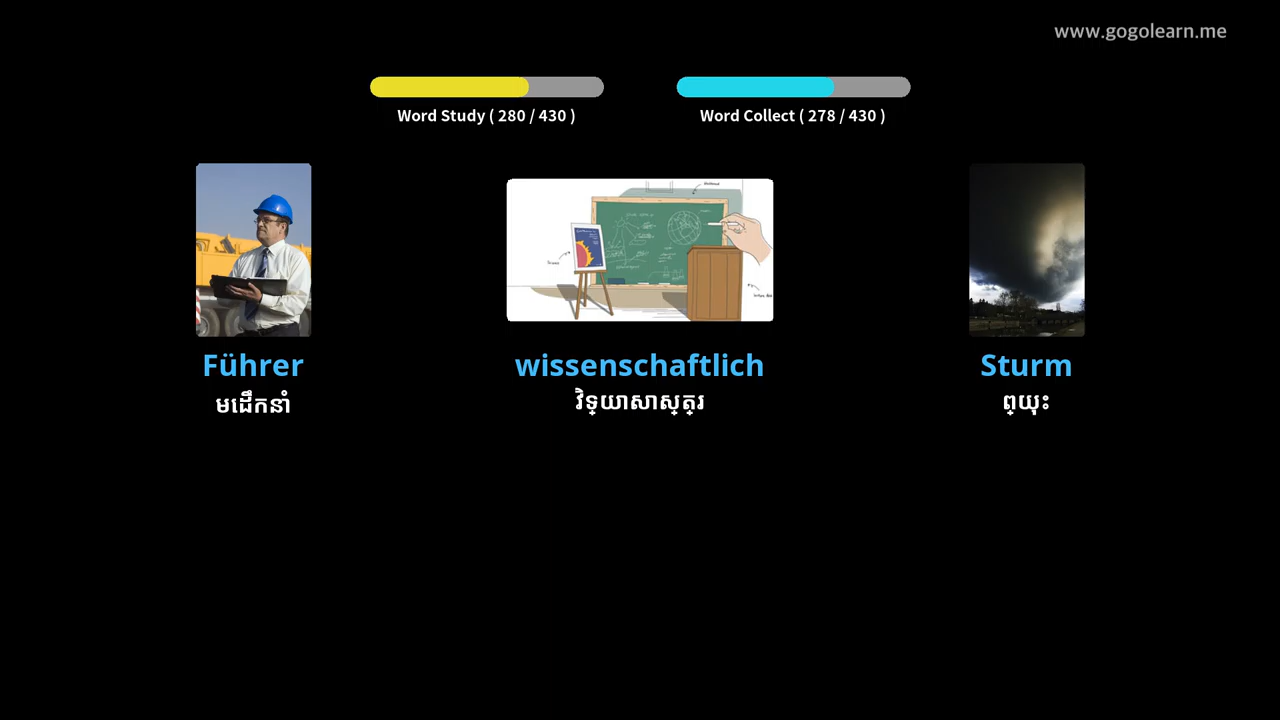 www.gogolearn.me
Word Study ( 280 / 430 )
Word Collect ( 278 / 430 )
Führer
មដឹកនាំ
wissenschaftlich
វិទ្យាសាស្ត្រ
Sturm
ព្យុះ